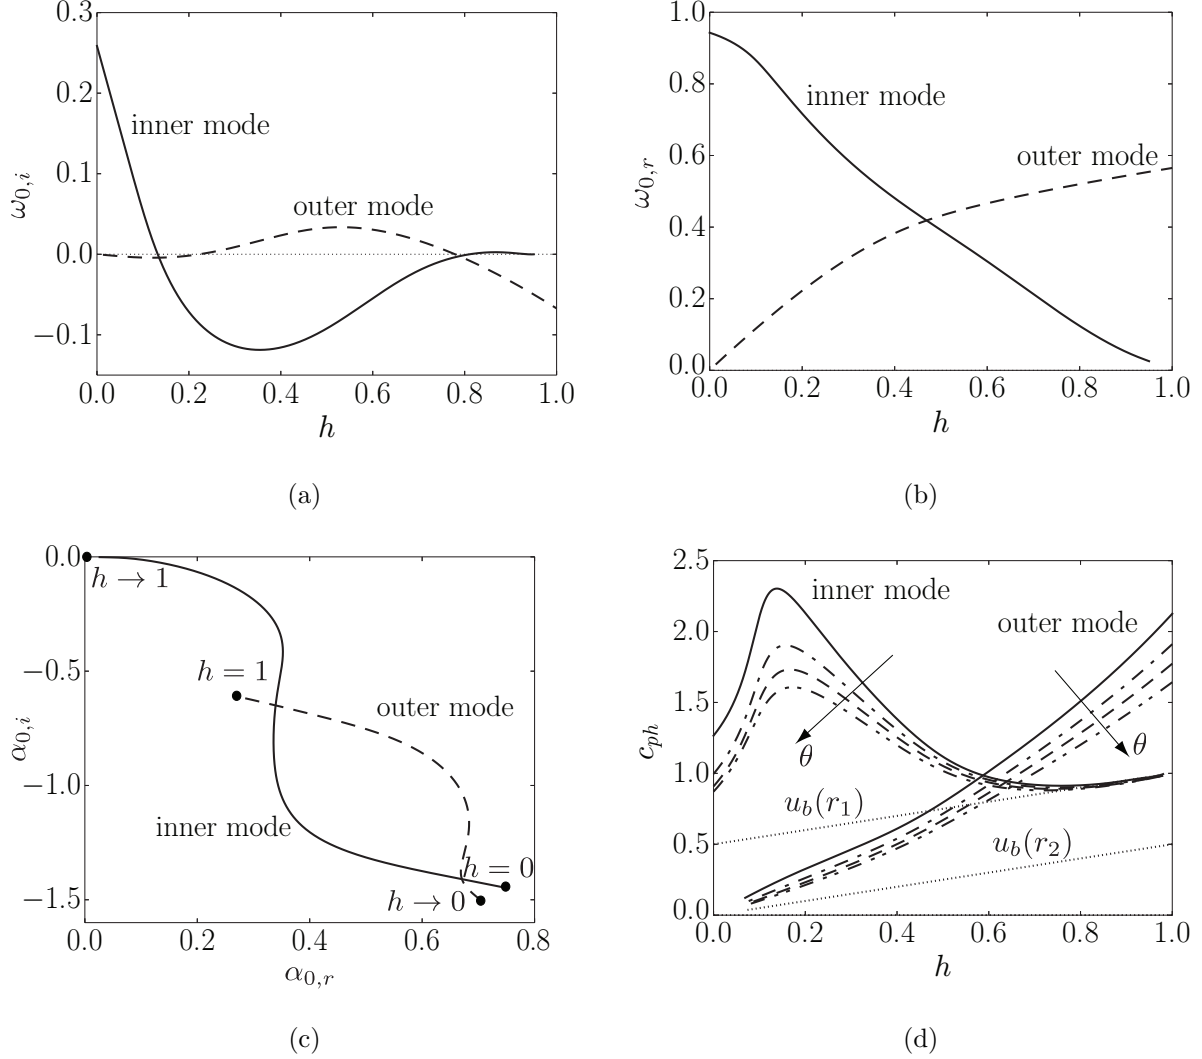 0.3
0.2
0.1
0.0
−0.1
ω0,i
inner mode
outer mode
0.0 0.2 0.4 0.6 0.8 1.0
h
(a)
1.0
0.8
0.6
0.4
0.2
0.0
ω0,r
inner mode
outer mode
0.0 0.2 0.4 0.6 0.8 1.0
h
(b)
0.0
−0.5
−1.0
−1.5
α0,i
h → 1
h = 1
outer mode
inner mode
h = 0
h → 0
0.0 0.2 0.4 0.6 0.8
α0,r
(c)
2.5
2.0
1.5
1.0
0.5
0.0
cph
inner mode
outer mode
θ
θ
ub(r1)
ub(r2)
0.0 0.2 0.4 0.6 0.8 1.0
h
(d)